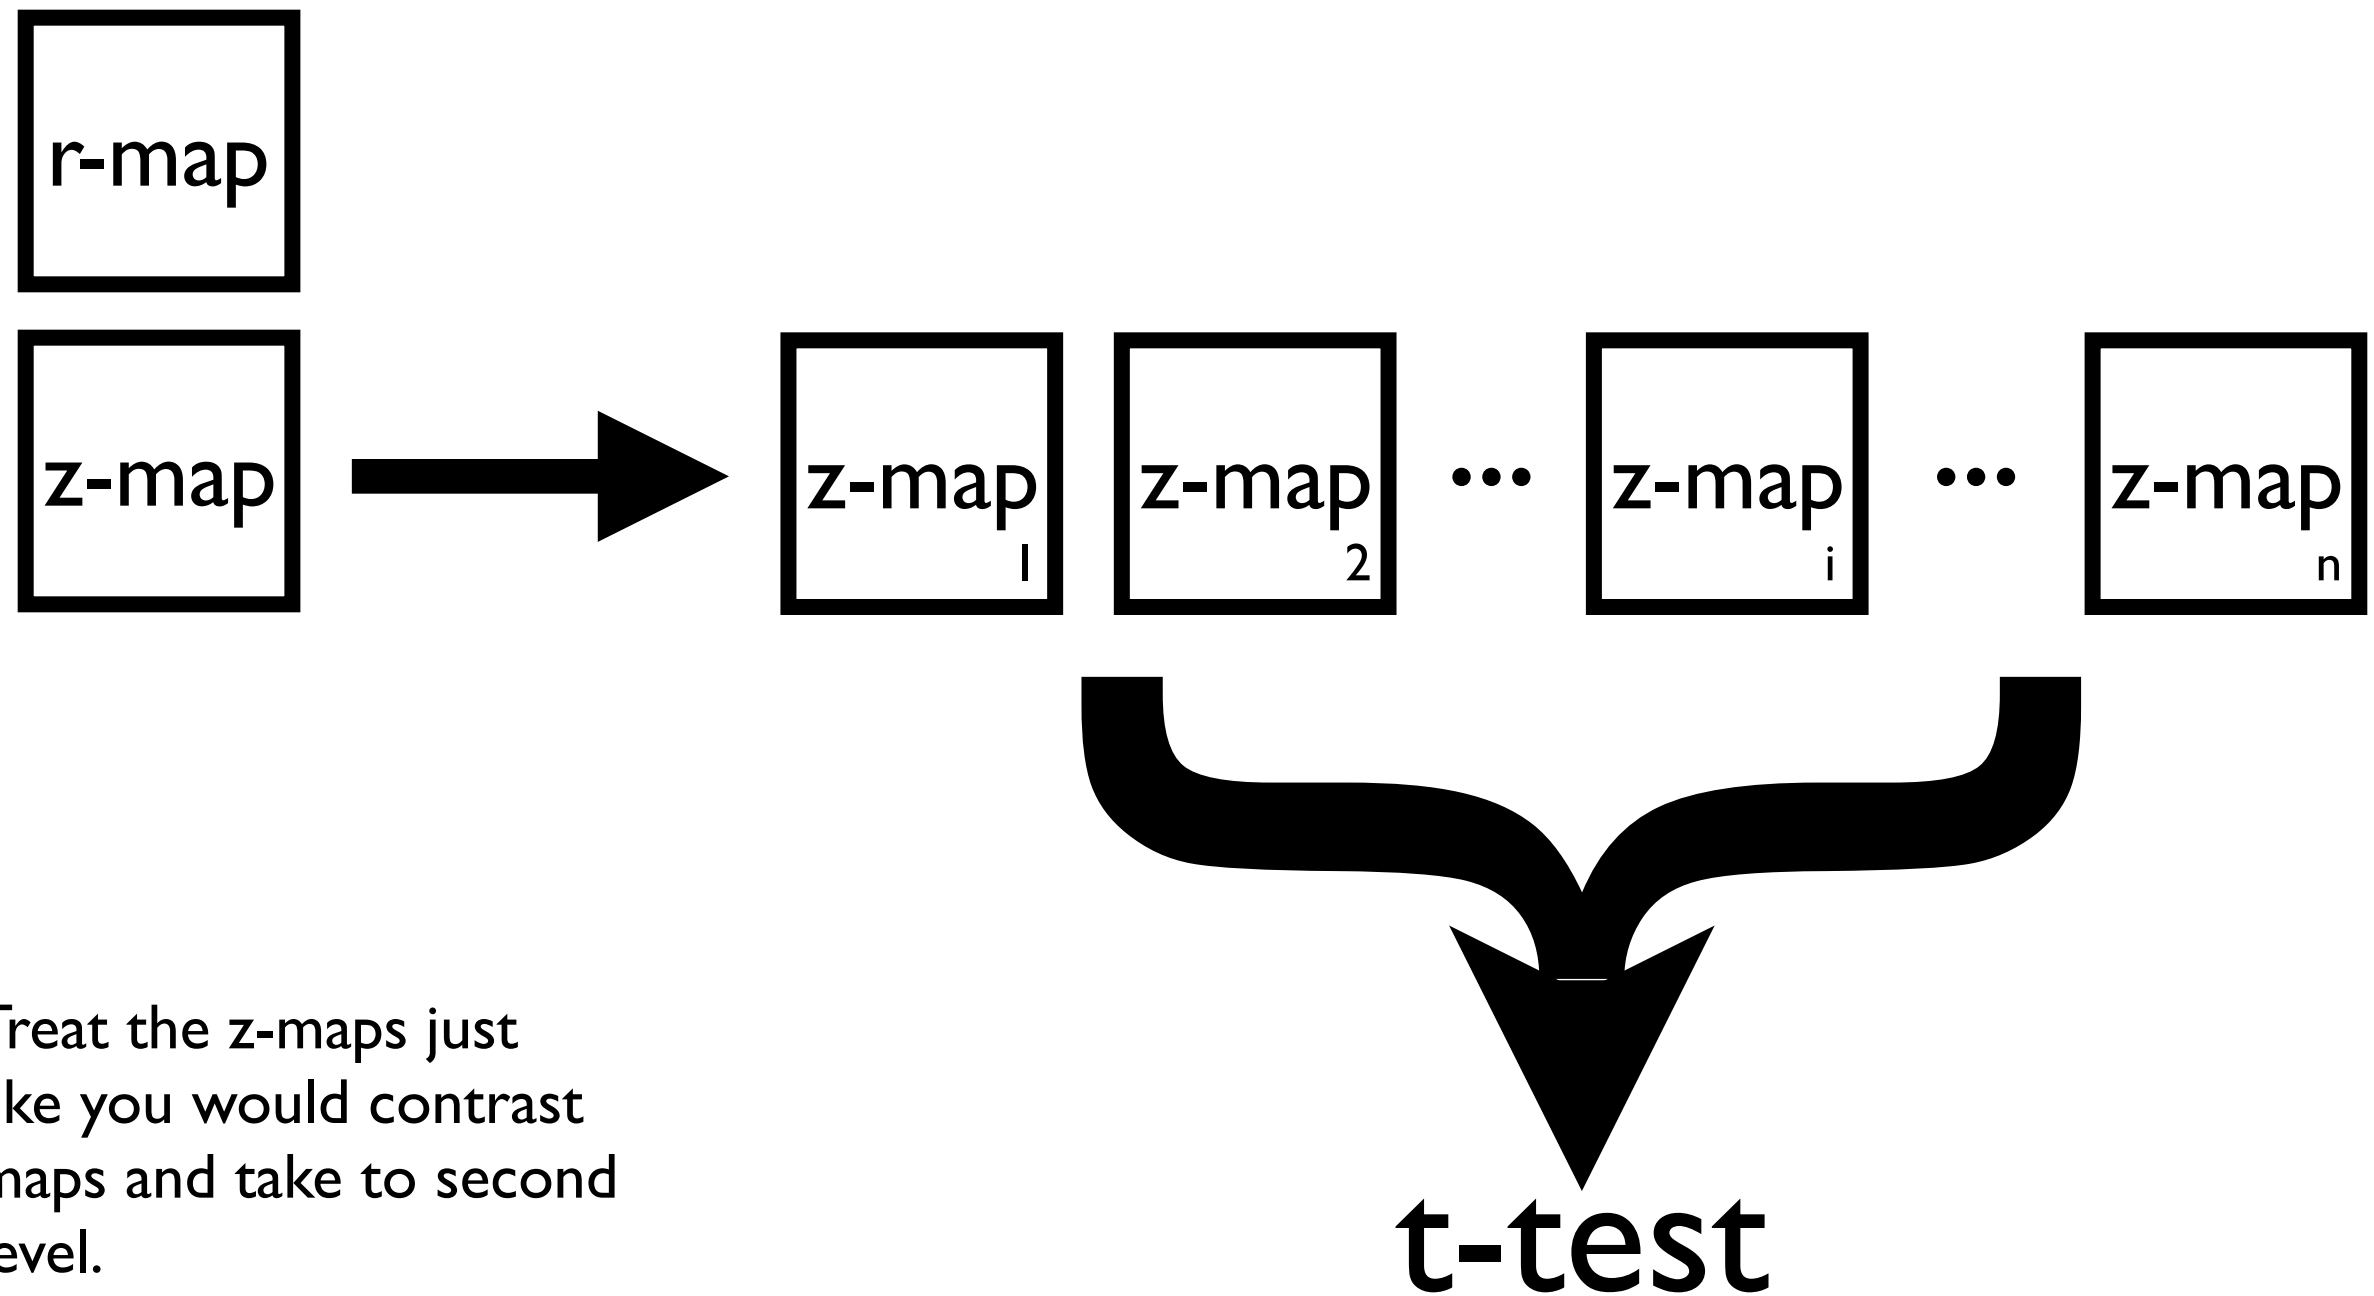 r-map
z-map
z-map 1
z-map 2
•••
z-map i
•••
z-map n
Treat the z-maps just
ke you would contrast
maps and take to second
evel.
t-test